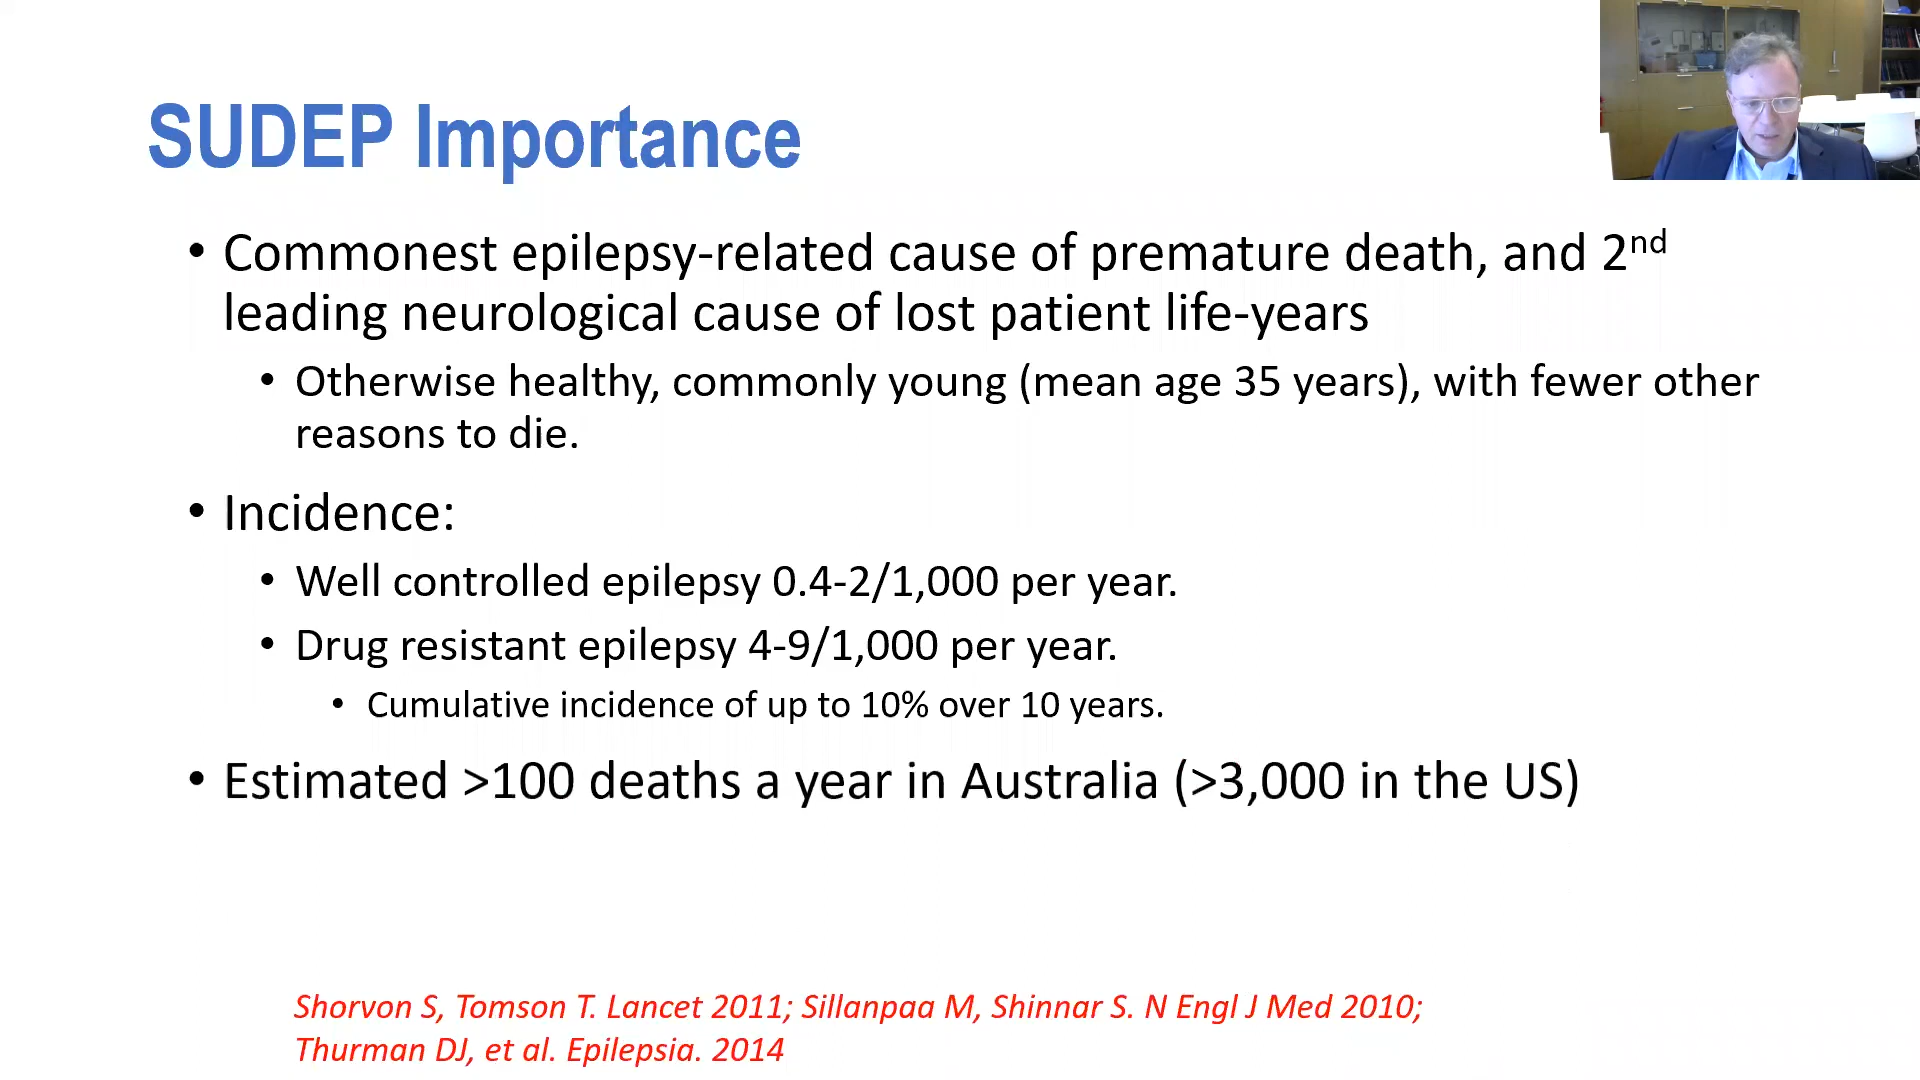 SUDEP Importance
• Commonest epilepsy-related cause of premature death, and 2nd
leading neurological cause of lost patient life-years
• Otherwise healthy, commonly young (mean age 35 years), with fewer other
reasons to die.
• Incidence:
• Well controlled epilepsy 0.4-2/1,000 per year.
• Drug resistant epilepsy 4-9/1,000 per year.
• Cumulative incidence of up to 10% over 10 years.
• Estimated >100 deaths a year in Australia (>3,000 in the US)
Shorvon S, Tomson T. Lancet 2011; Sillanpaa M, Shinnar S. N Engl J Med 2010;
Thurman DJ, et al. Epilepsia. 2014